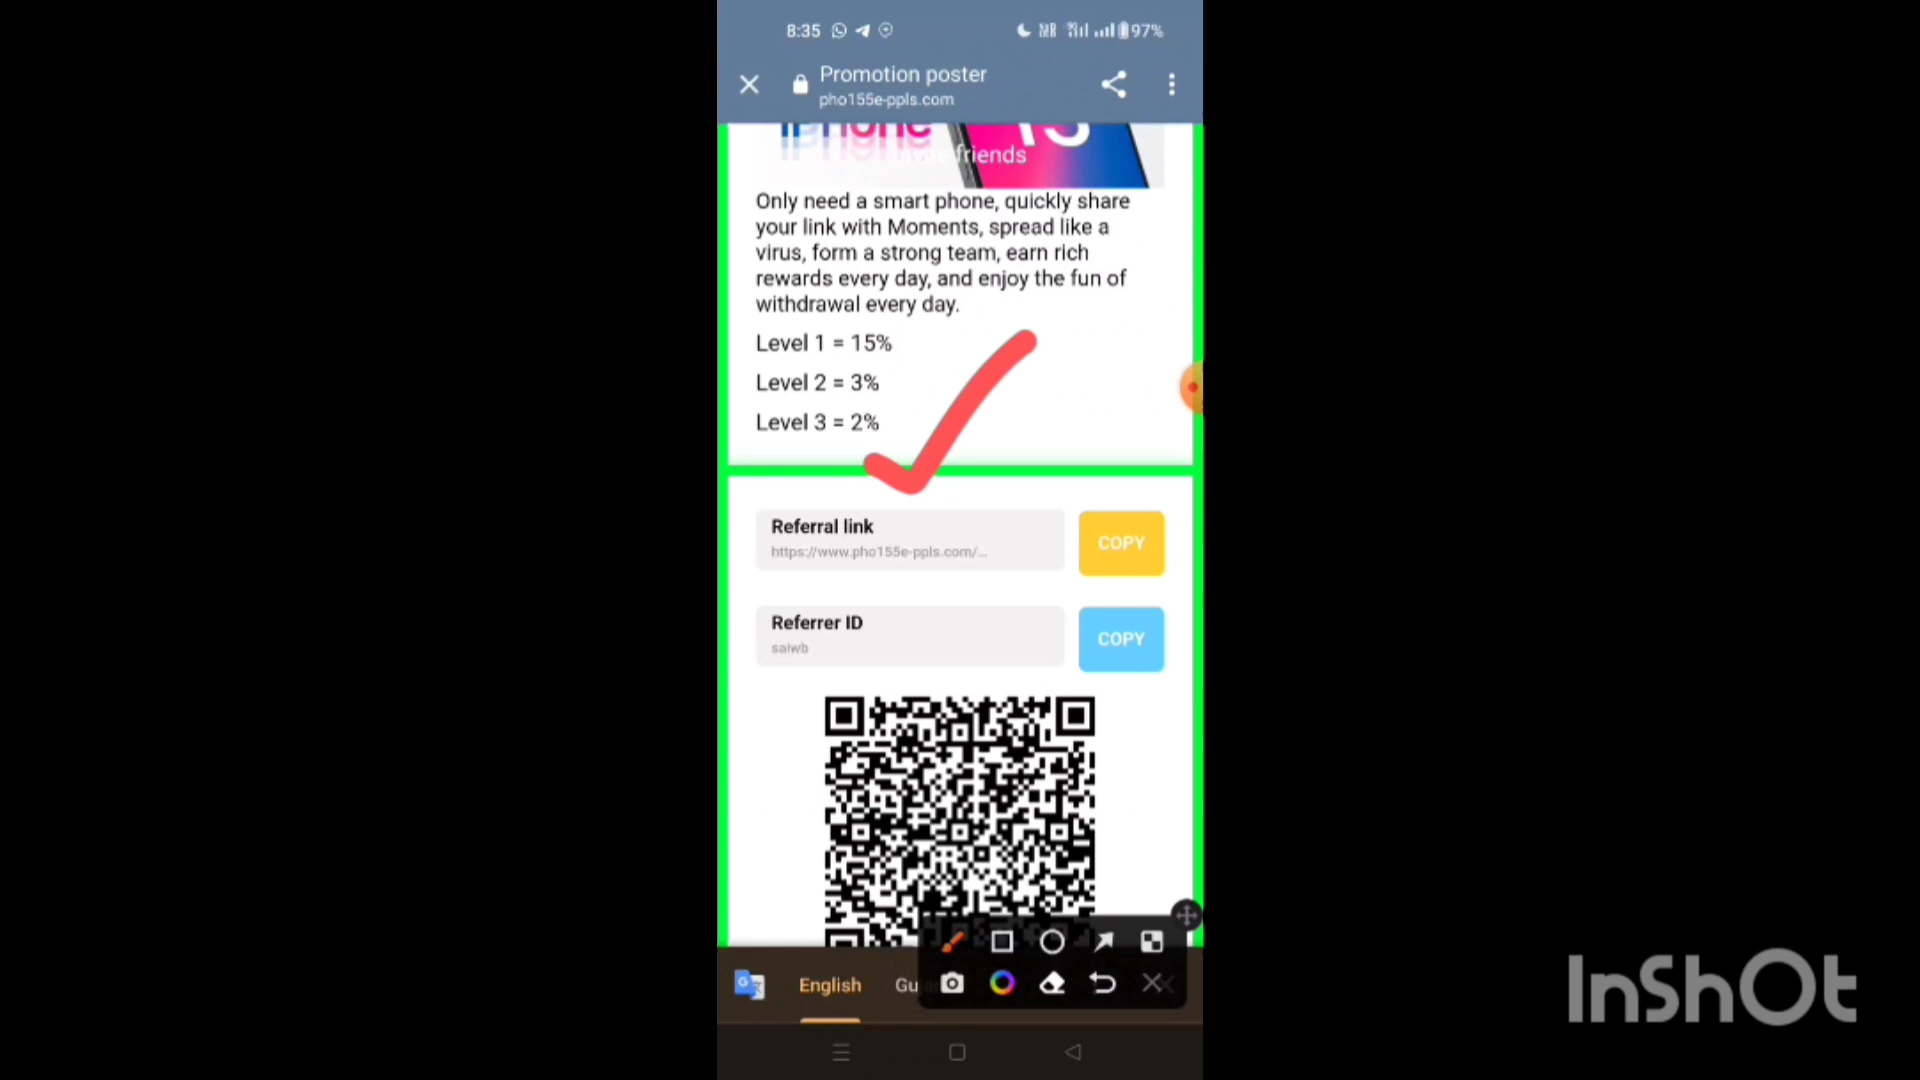 8:35
97%
Promotion poster
pho155e-ppls.com
iPhone 15
friends
Only need a smart phone, quickly share
your link with Moments, spread like a
virus, form a strong team, earn rich
rewards every day, and enjoy the fun of
withdrawal every day.
Level 1 = 15%
Level 2 = 3%
Level 3 = 2%
Referral link
https://www.pho155e-ppls.com/...
COPY
Referrer ID
saiwb
COPY
English
Gu
InShOt